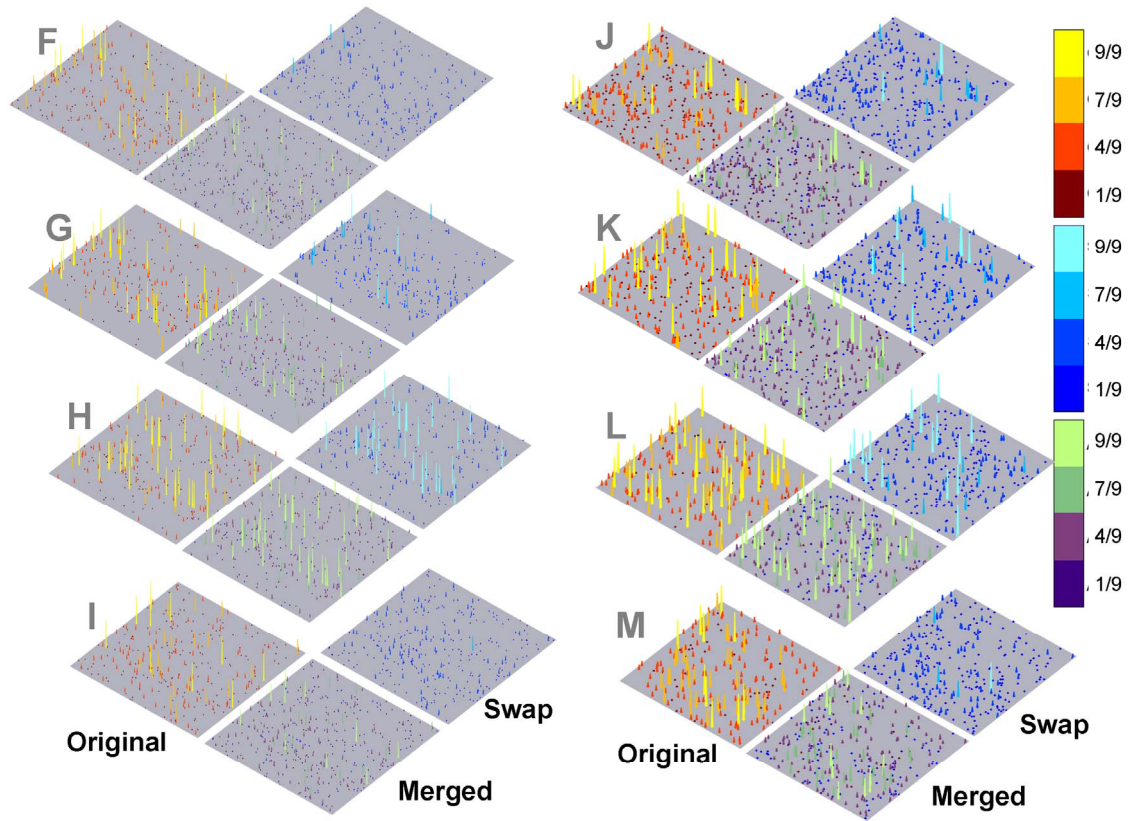 F
J
9/9
7/9
4/9
1/9
G
K
9/9
7/9
4/9
1/9
H
L
9/9
7/9
4/9
1/9
I
M
Swap
Original
Merged
Swap
Original
Merged